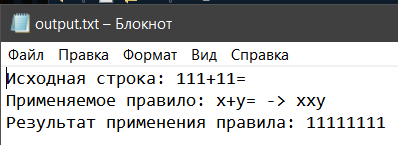 output.txt – Блокнот
Файл Правка Формат Вид Справка
Исходная строка: 111+11=
Применяемое правило: x+y= -> xxy
Результат применения правила: 11111111